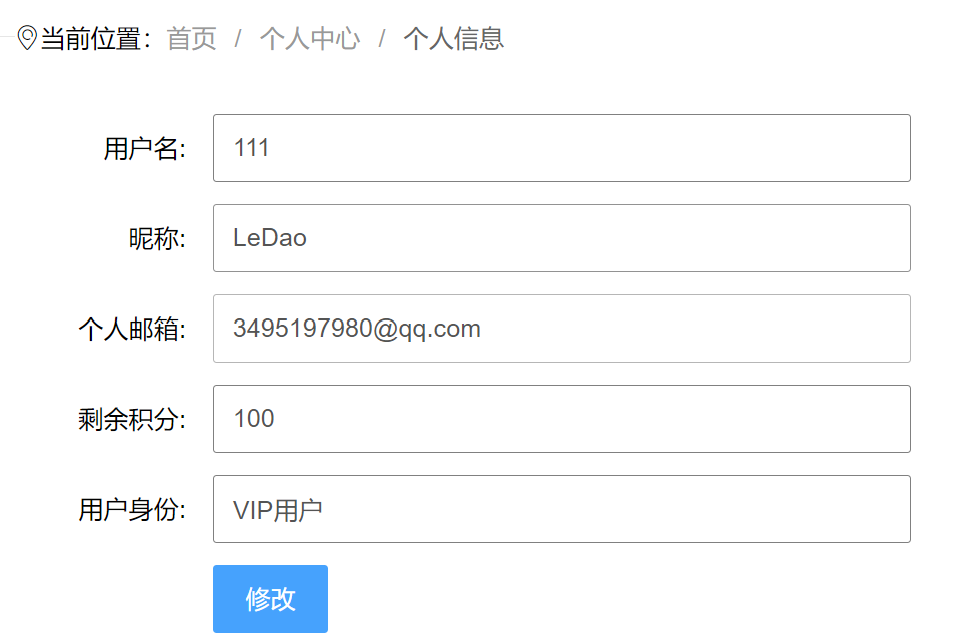 当前位置：首页 / 个人中心 / 个人信息
用户名: 111
昵称: LeDao
个人邮箱: 3495197980@qq.com
剩余积分: 100
用户身份: VIP用户
修改